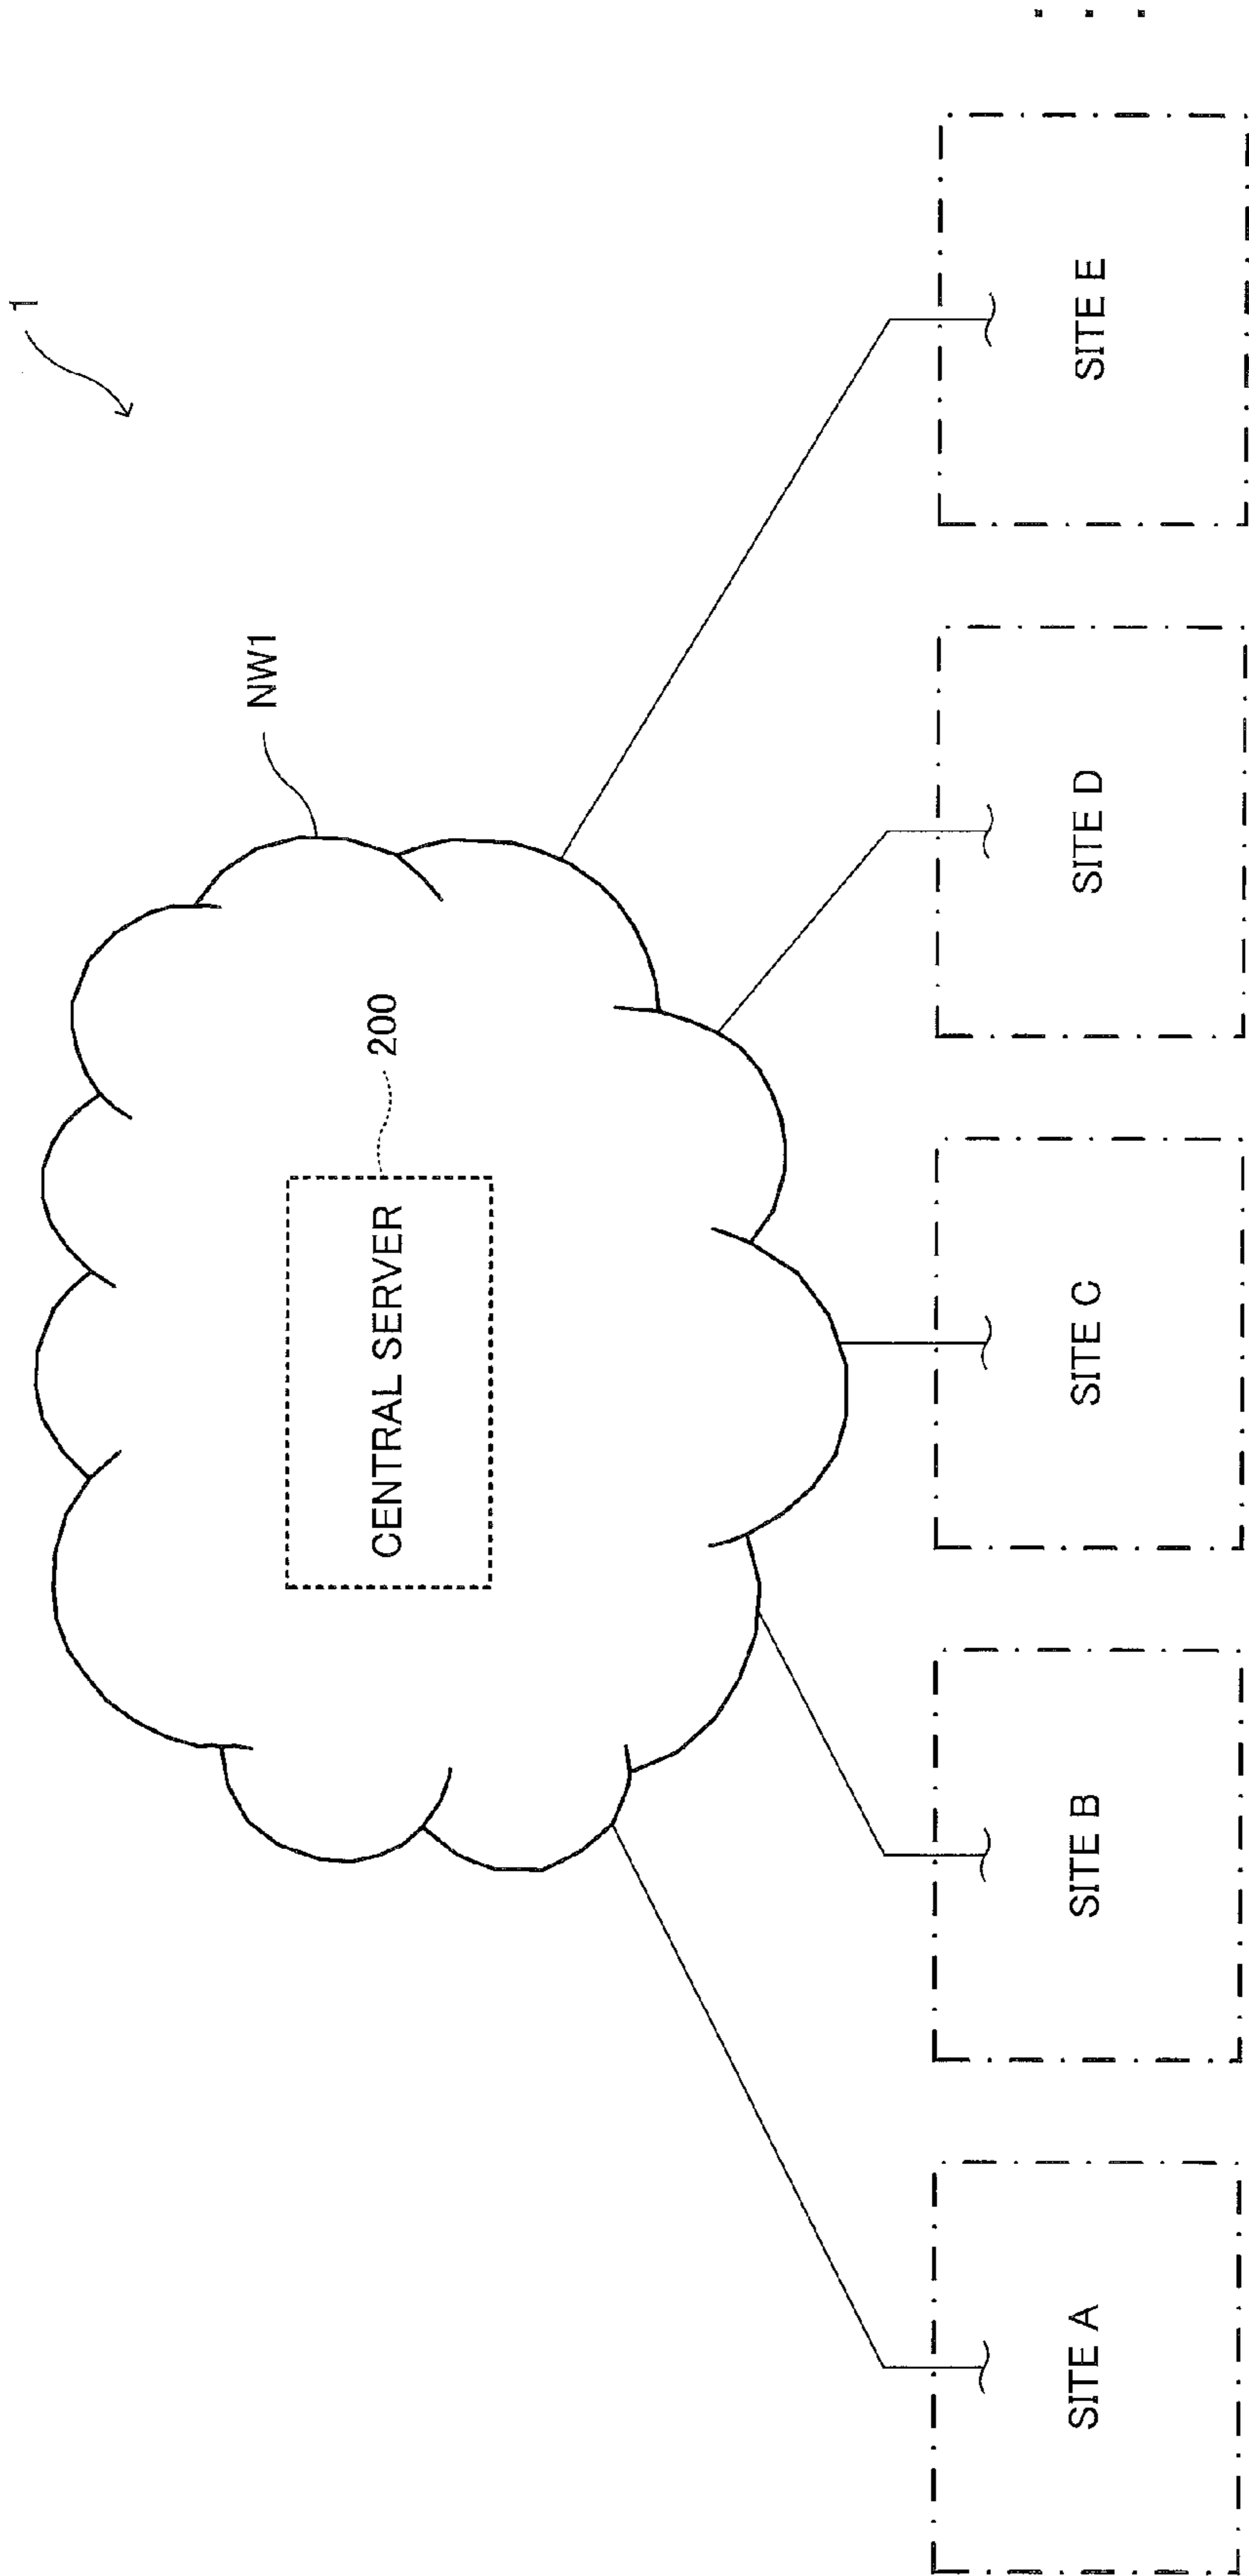 1
NW1
200
CENTRAL SERVER
SITE A
SITE B
SITE C
SITE D
SITE E
. . .